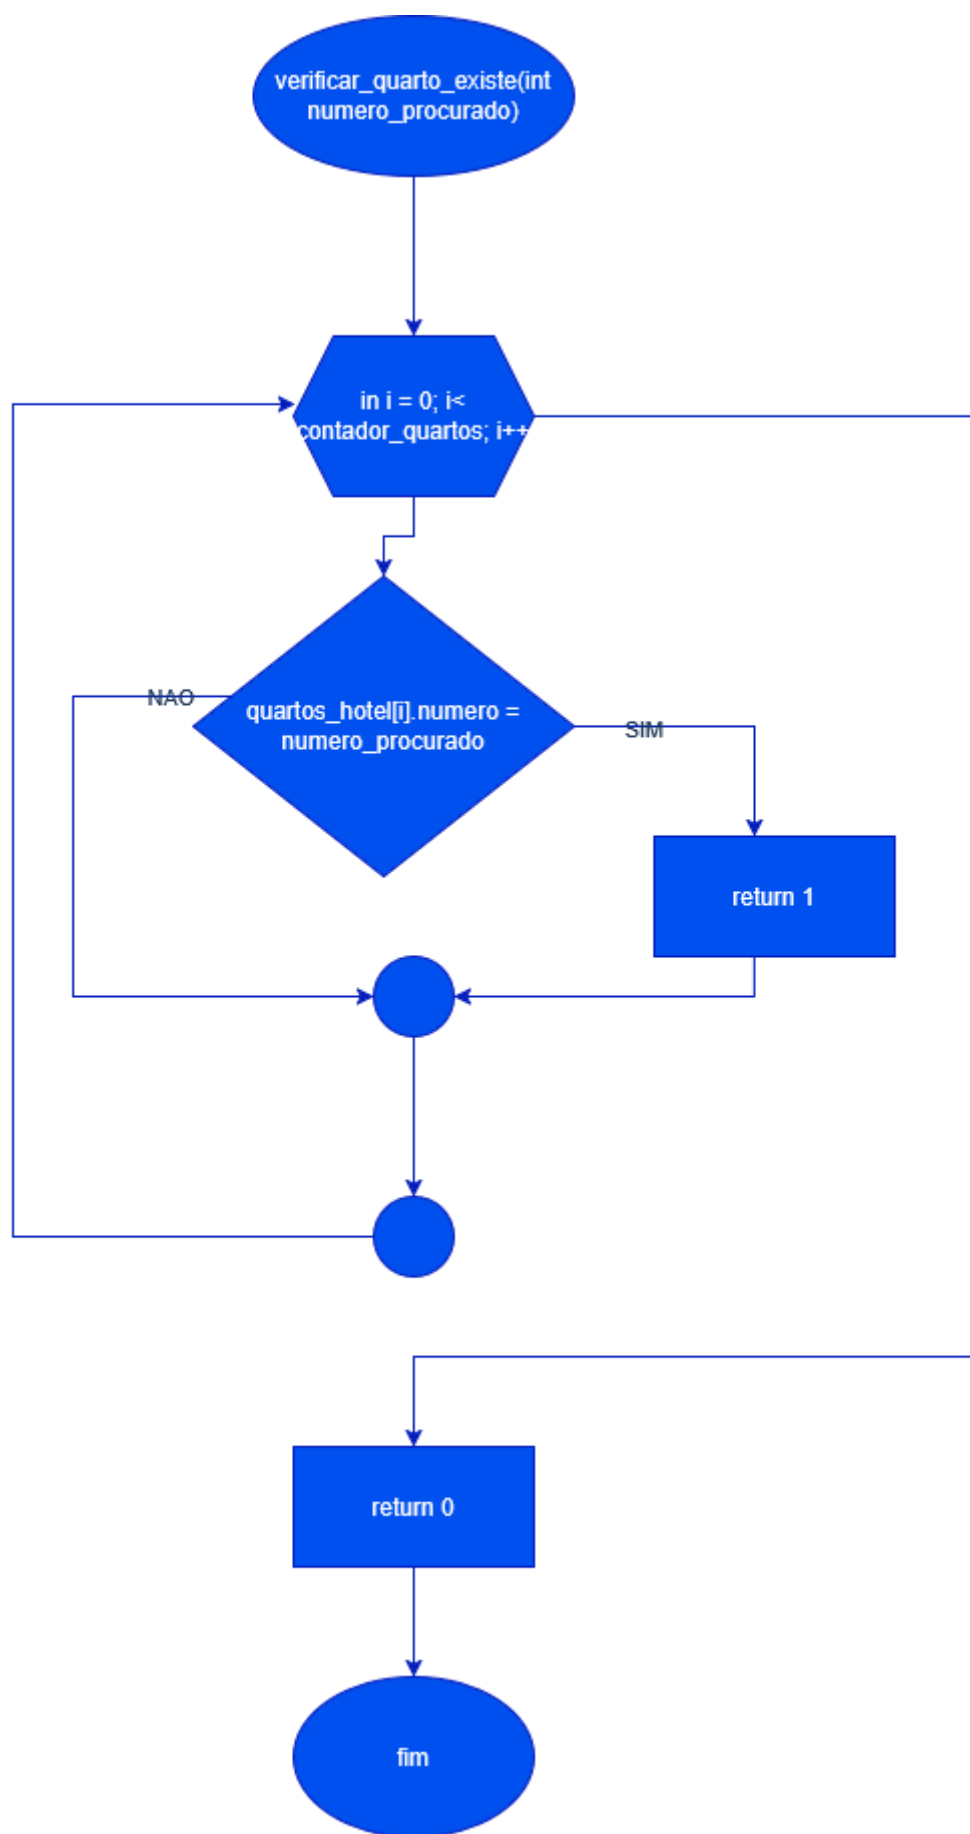 verificar_quarto_existe(int
numero_procurado)
in i = 0; i<
contador_quartos; i++
NAO
quartos_hotel[i].numero =
numero_procurado
SIM
return 1
return 0
fim